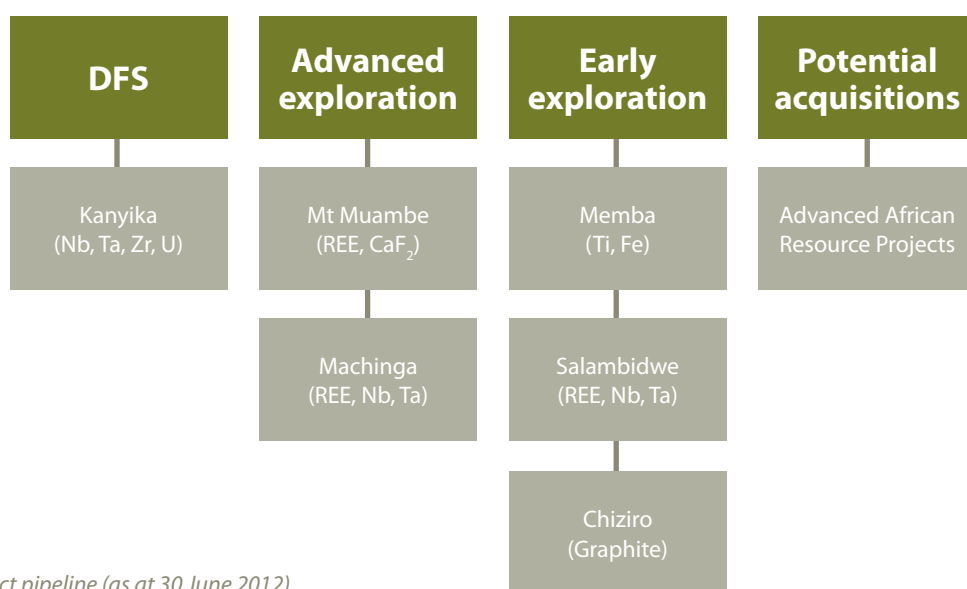 DFS
Kanyika
(Nb, Ta, Zr, U)
Advanced
exploration
Mt Muambe
(REE, CaF₂)
Machinga
(REE, Nb, Ta)
Early
exploration
Memba
(Ti, Fe)
Salambidwe
(REE, Nb, Ta)
Chiziro
(Graphite)
Potential
acquisitions
Advanced African
Resource Projects
pipeline (as at 30 June 2012)